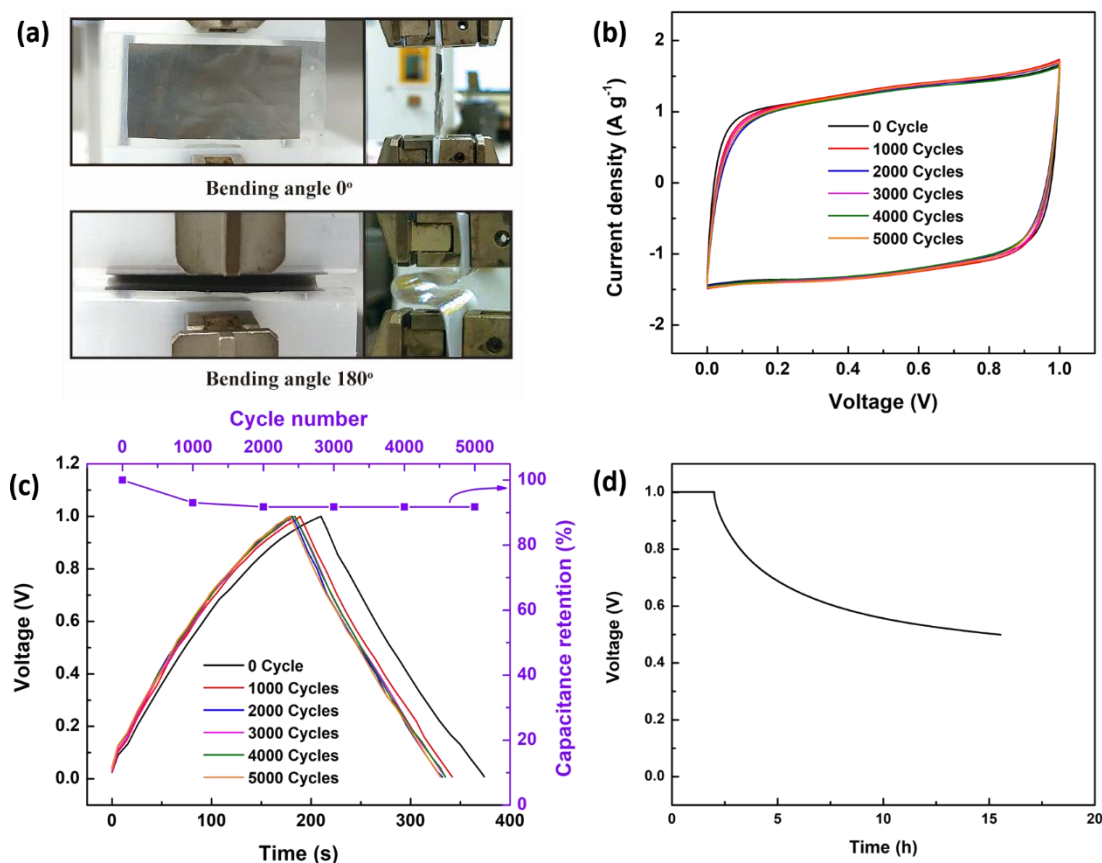 (a)
Bending angle 0°
Bending angle 180°
(b)
Current density (A g⁻¹)
2
1
0
-1
-2
0 Cycle
1000 Cycles
2000 Cycles
3000 Cycles
4000 Cycles
5000 Cycles
0.0 0.2 0.4 0.6 0.8 1.0
Voltage (V)
Cycle number
0 1000 2000 3000 4000 5000
(c)
Voltage (V)
1.2
1.0
0.8
0.6
0.4
0.2
0.0
0 Cycle
1000 Cycles
2000 Cycles
3000 Cycles
4000 Cycles
5000 Cycles
100
80
60
40
20
0
Capacitance retention (%)
0 100 200 300 400
Time (s)
(d)
Voltage (V)
1.0
0.8
0.6
0.4
0.2
0.0
0 5 10 15 20
Time (h)